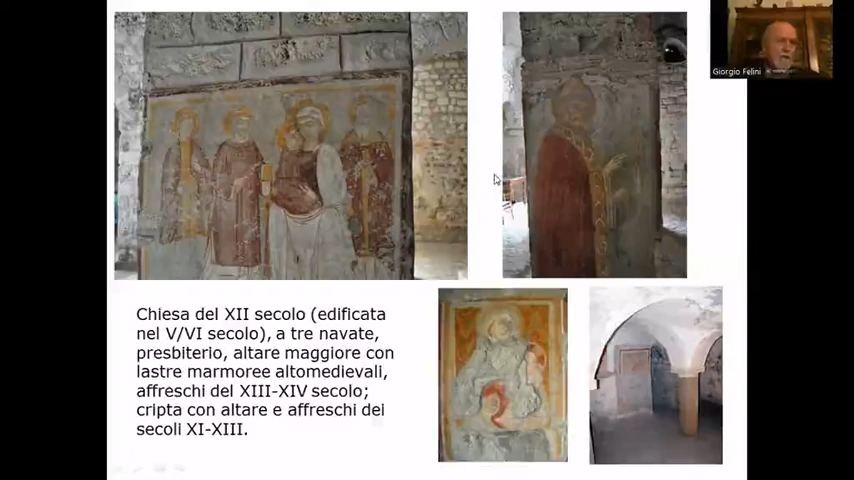 Giorgio Felini
Chiesa del XII secolo (edificata
nel V/VI secolo), a tre navate,
presbiterio, altare maggiore con
lastre marmoree altomedievali,
affreschi del XIII-XIV secolo;
cripta con altare e affreschi dei
secoli XI-XIII.